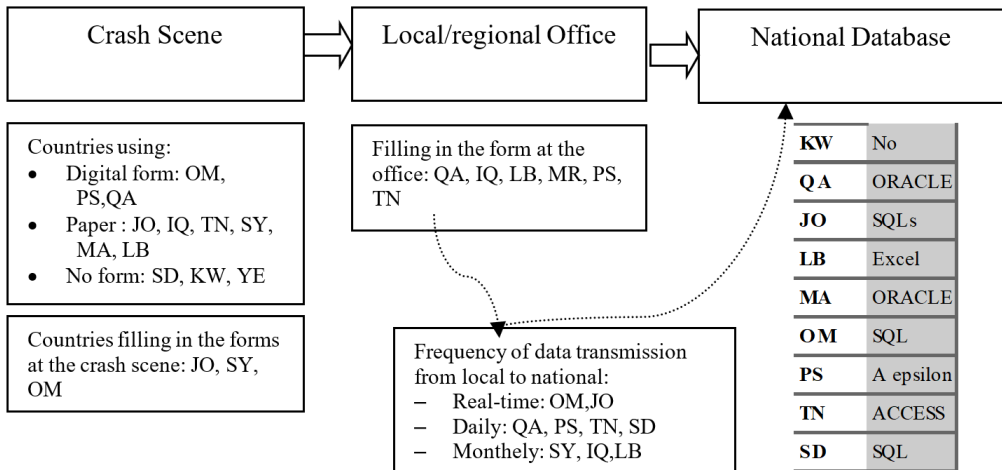 Crash Scene
Local/regional Office
National Database
Countries using:
• Digital form: OM,
PS,QA
• Paper : JO, IQ, TN, SY,
MA, LB
• No form: SD, KW, YE
Countries filling in the forms
at the crash scene: JO, SY,
OM
Filling in the form at the
office: QA, IQ, LB, MR, PS,
TN
Frequency of data transmission
from local to national:
– Real-time: OM,JO
– Daily: QA, PS, TN, SD
– Monthely: SY, IQ,LB
KW No
QA ORACLE
JO SQLs
LB Excel
MA ORACLE
OM SQL
PS A epsilon
TN ACCESS
SD SQL